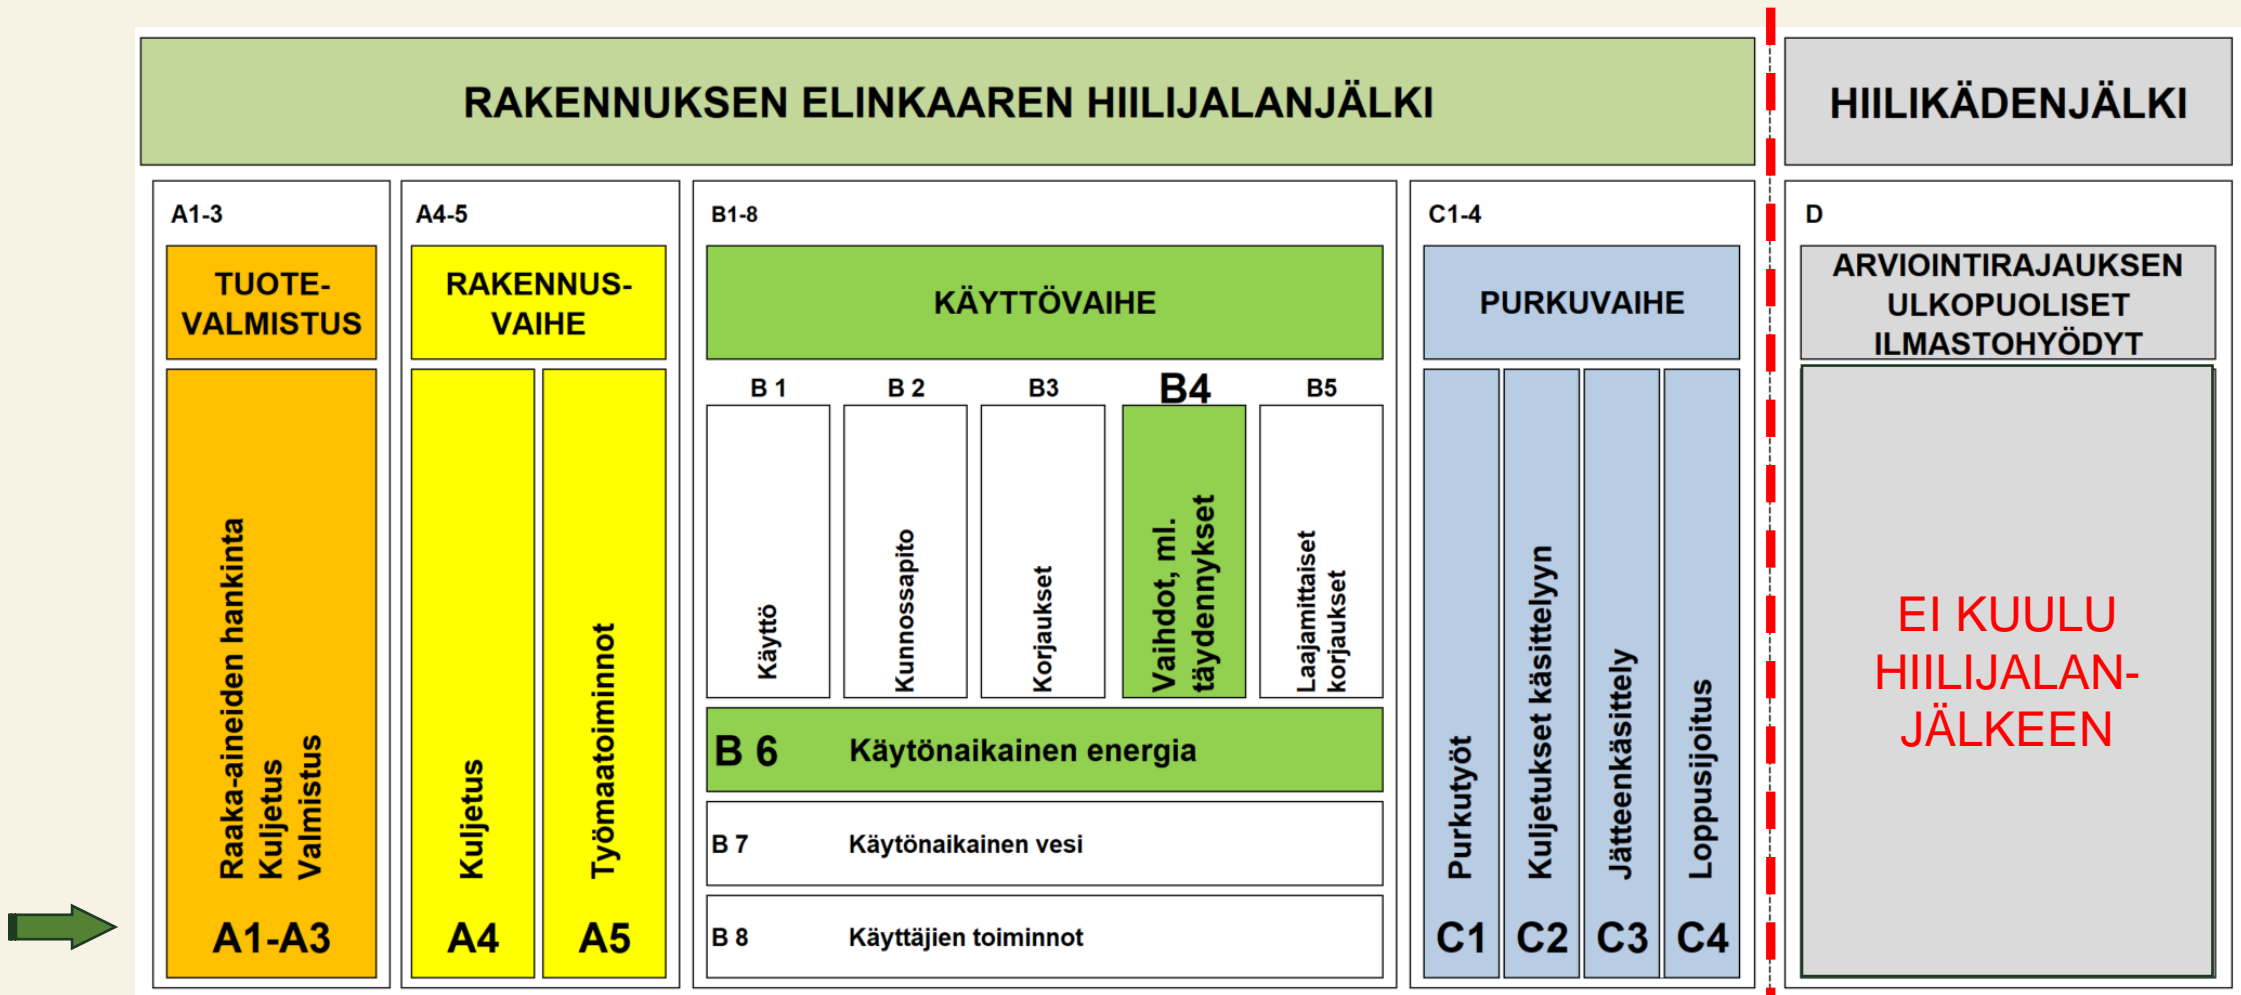 RAKENNUKSEN ELINKAAREN HIILIJALANJÄLKI
HIILIKÄDENJÄLKI
A1-3
TUOTE-
VALMISTUS
Raaka-aineiden hankinta
Kuljetus
Valmistus
A1-A3
A4-5
RAKENNUS-
VAIHE
Kuljetus
A4
Työmaatoiminnot
A5
B1-8
KÄYTTÖVAIHE
B 1
Käyttö
B 2
Kunnossapito
B3
Korjaukset
B4
Vaihdot, ml.
täydennykset
B5
Laajamittaiset
korjaukset
B 6 Käytönaikainen energia
B 7 Käytönaikainen vesi
B 8 Käyttäjien toiminnot
C1-4
PURKUVAIHE
Purkutyöt
C1
Kuljetukset käsittelyyn
C2
Jätteenkäsittely
C3
Loppusijoitus
C4
D
ARVIOINTIRAJAUKSEN
ULKOPUOLISET
ILMASTOHYÖDYT
EI KUULU
HIILIJALAN-
JÄLKEEN